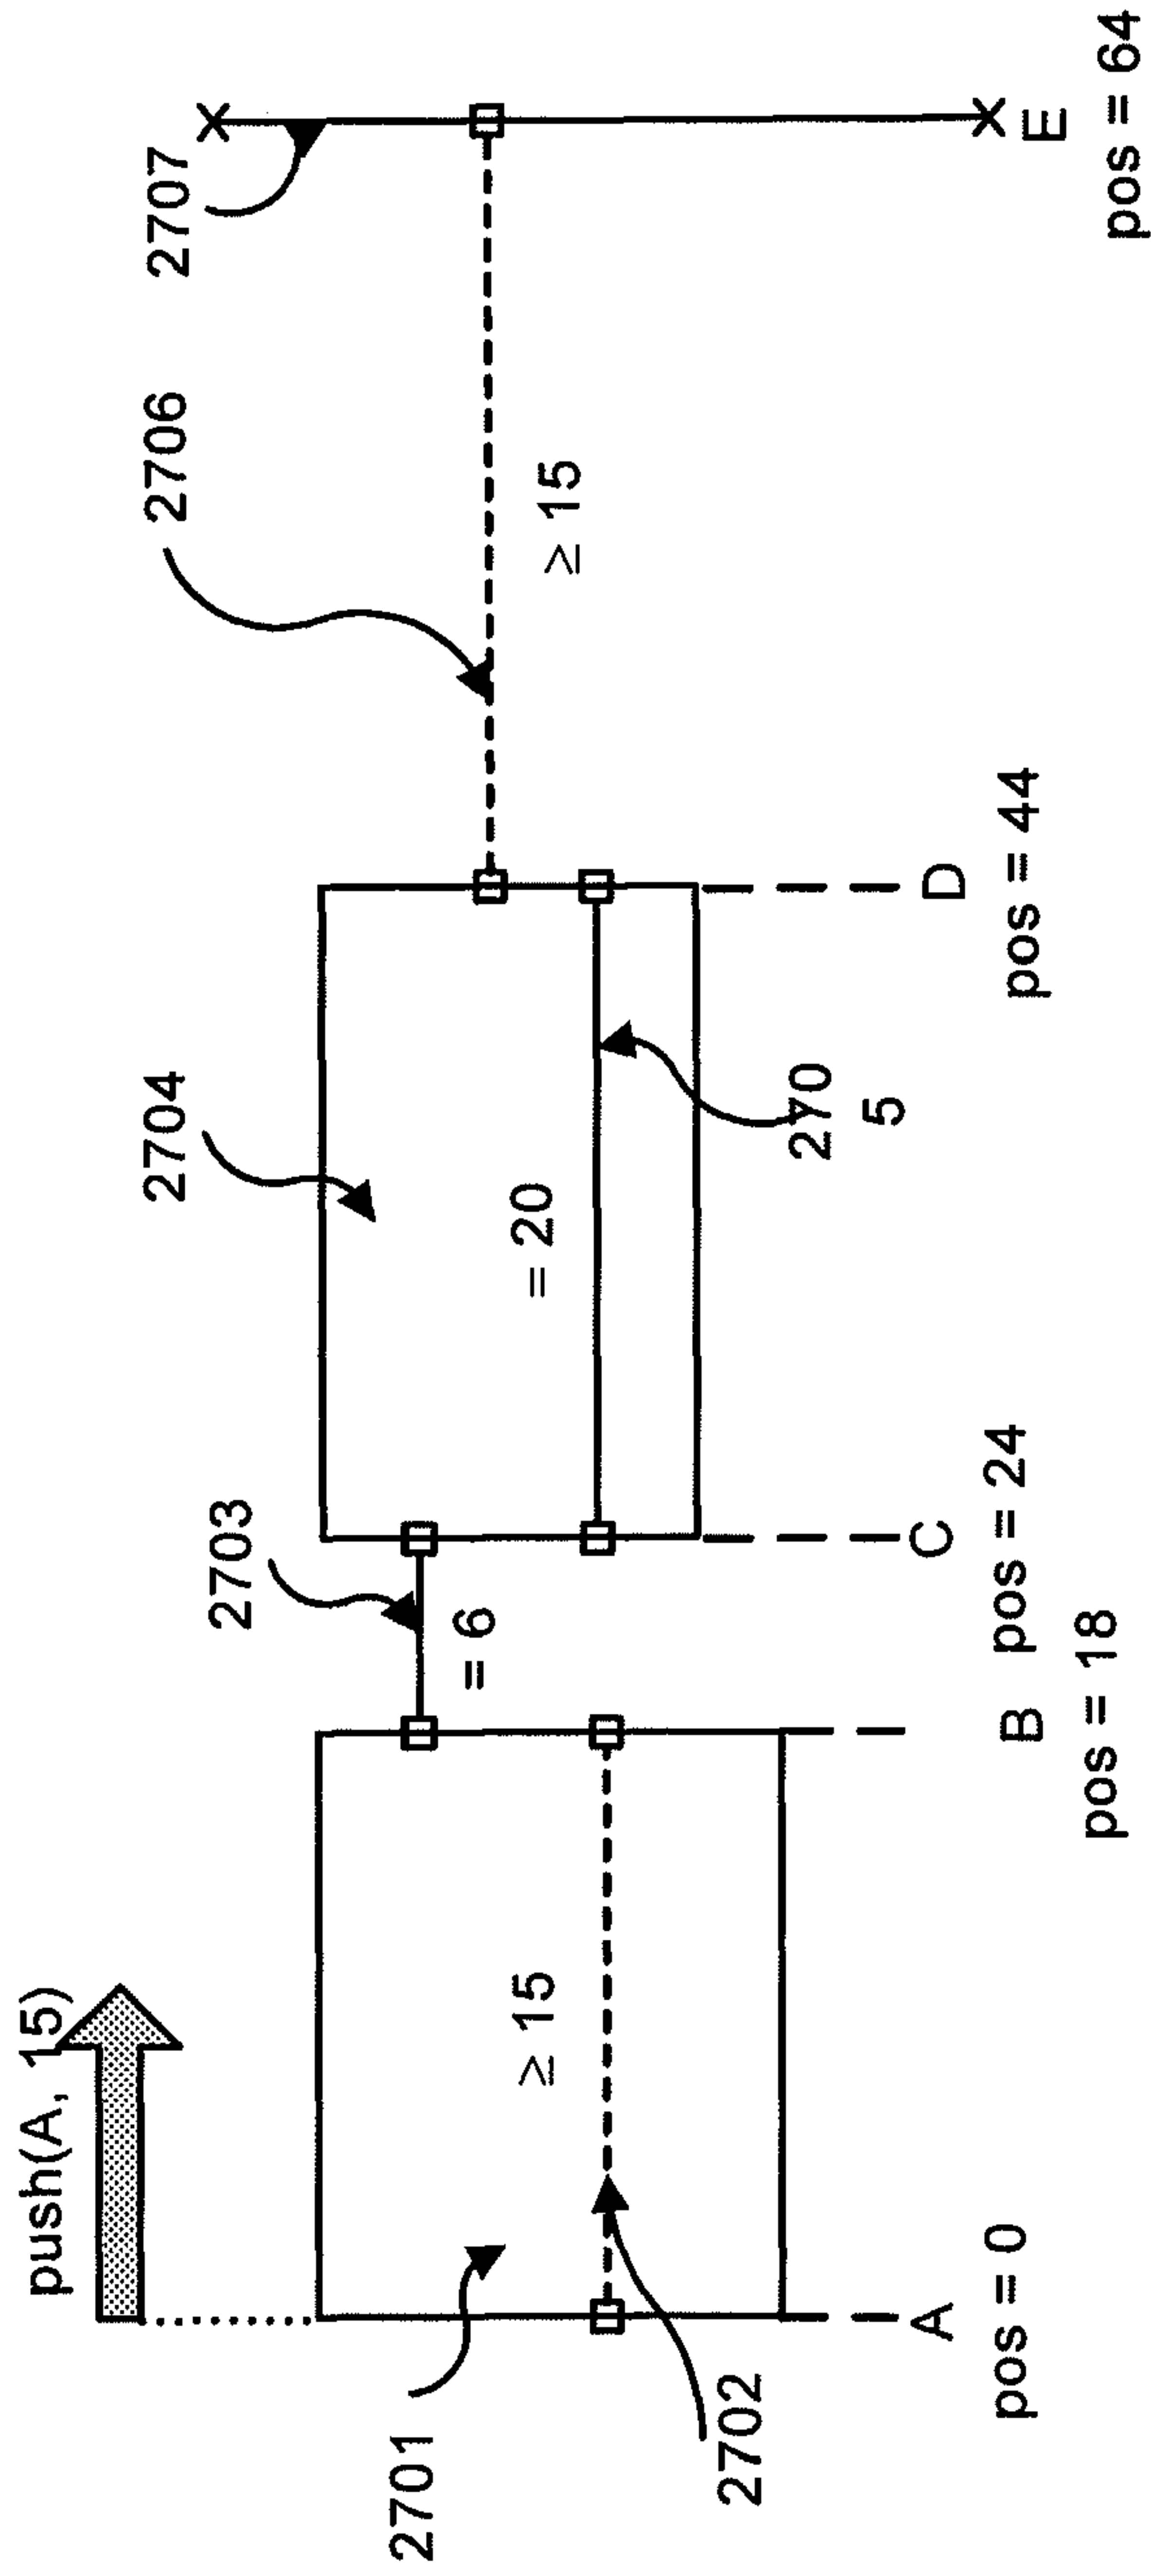 push(A, 15)
2701
2702
≥ 15
2703
= 6
2704
= 20
270
5
2706
≥ 15
2707
A
pos = 0
B
pos = 18
C
pos = 24
D
pos = 44
E
pos = 64